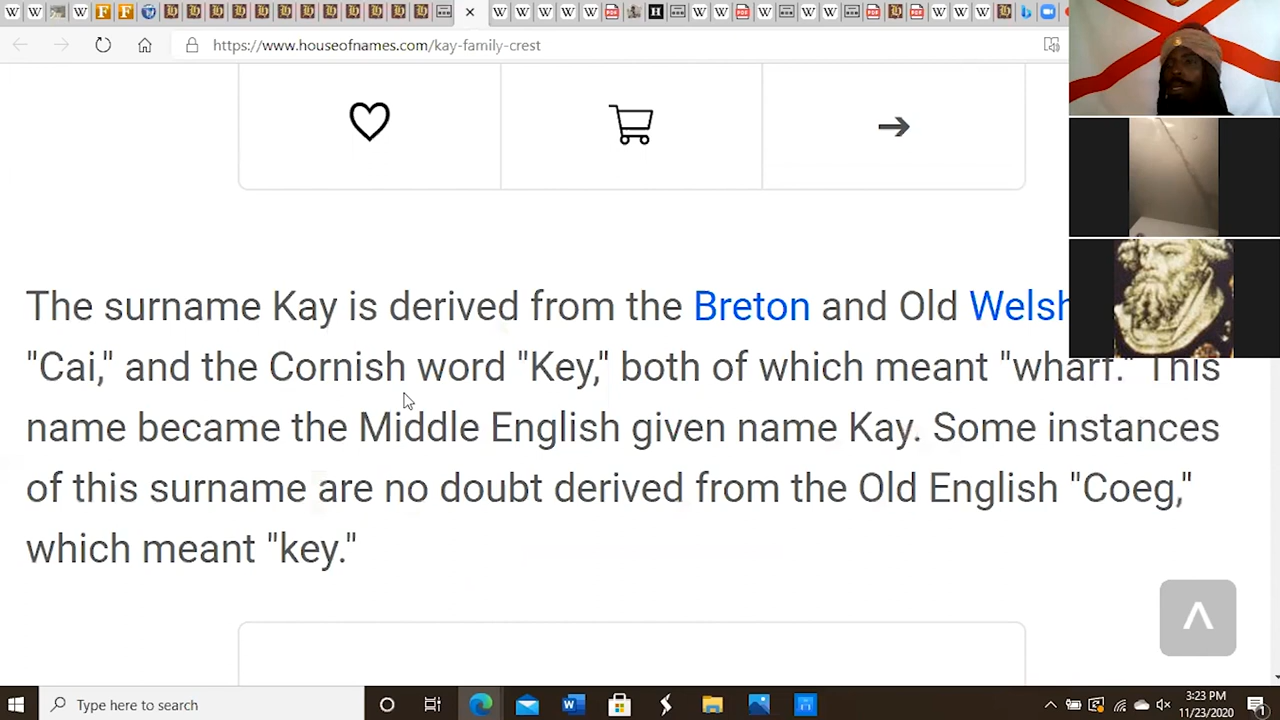 https://www.houseofnames.com/kay-family-crest
The surname Kay is derived from the Breton and Old Welsh
"Cai," and the Cornish word "Key," both of which meant "wharf." This
name became the Middle English given name Kay. Some instances
of this surname are no doubt derived from the Old English "Coeg,"
which meant "key."
Type here to search
3:23 PM
11/23/2020